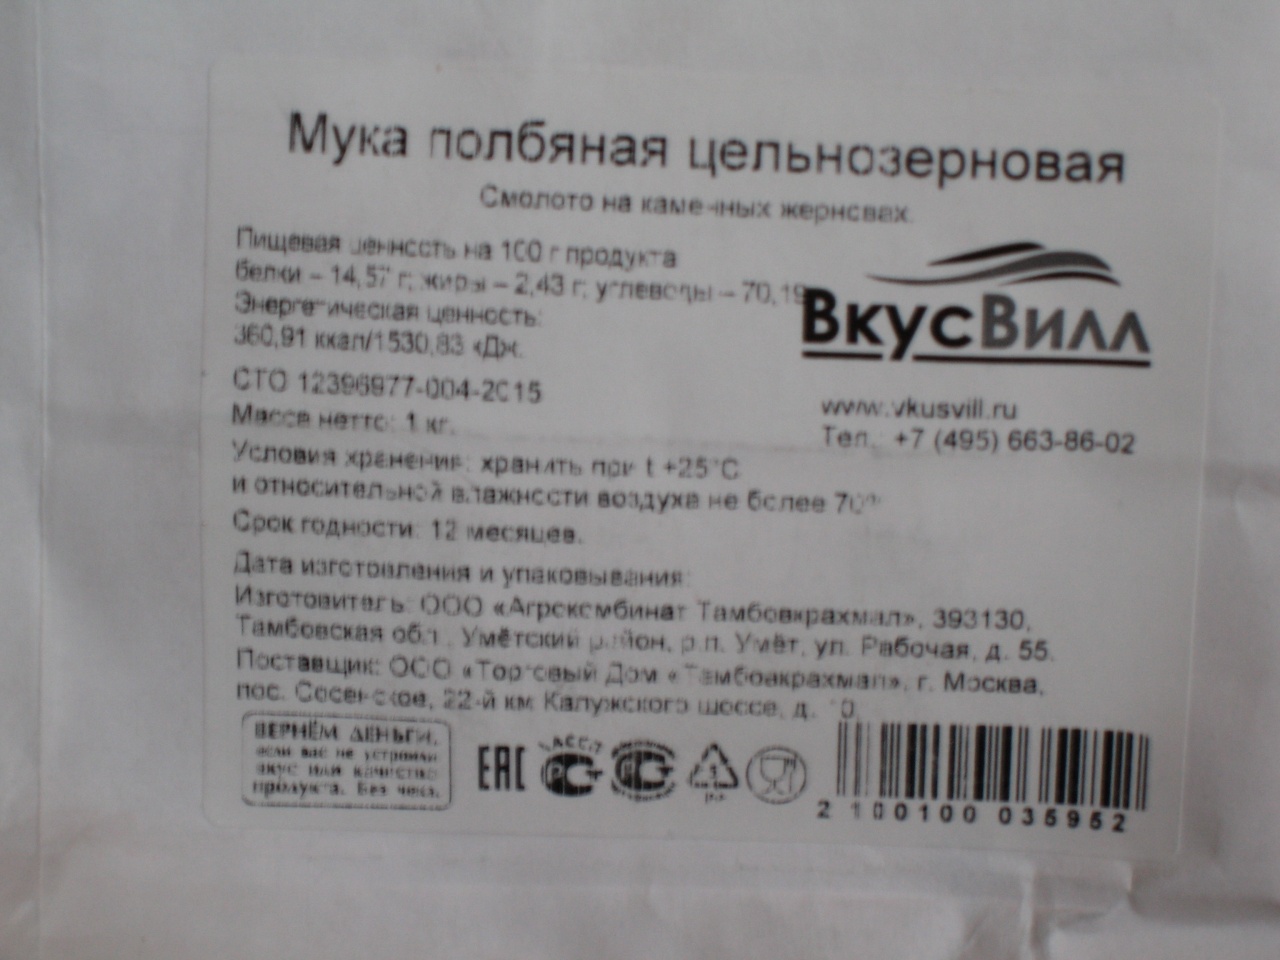 Мука полбяная цельнозерновая
Смолото на каменных жерновах.
Пищевая ценность на 100 г продукта
белки – 14,57 г; жиры – 2,43 г; углеводы – 70,19
Энергетическая ценность:
360,91 ккал/1530,83 кДж.
ВкусВилл
СТО 12396977-004-2015
Масса нетто: 1 кг.
www.vkusvill.ru
Тел.: +7 (495) 663-86-02
Условия хранения: хранить при t +25°С
и относительной влажности воздуха не более 70%
Срок годности: 12 месяцев.
Дата изготовления и упаковывания:
Изготовитель: ООО «Агрокомбинат Тамбовкрахмал», 393130,
Тамбовская обл., Умётский район, р.п. Умёт, ул. Рабочая, д. 55.
Поставщик: ООО «Торговый Дом «Тамбовкрахмал», г. Москва,
пос. Сосенское, 22-й км Калужского шоссе, д. 10.
ВЕРНЁМ ДЕНЬГИ,
если вас не устроили
вкус или качество
продукта. Без чека.
ЕАС
2 100100 035952